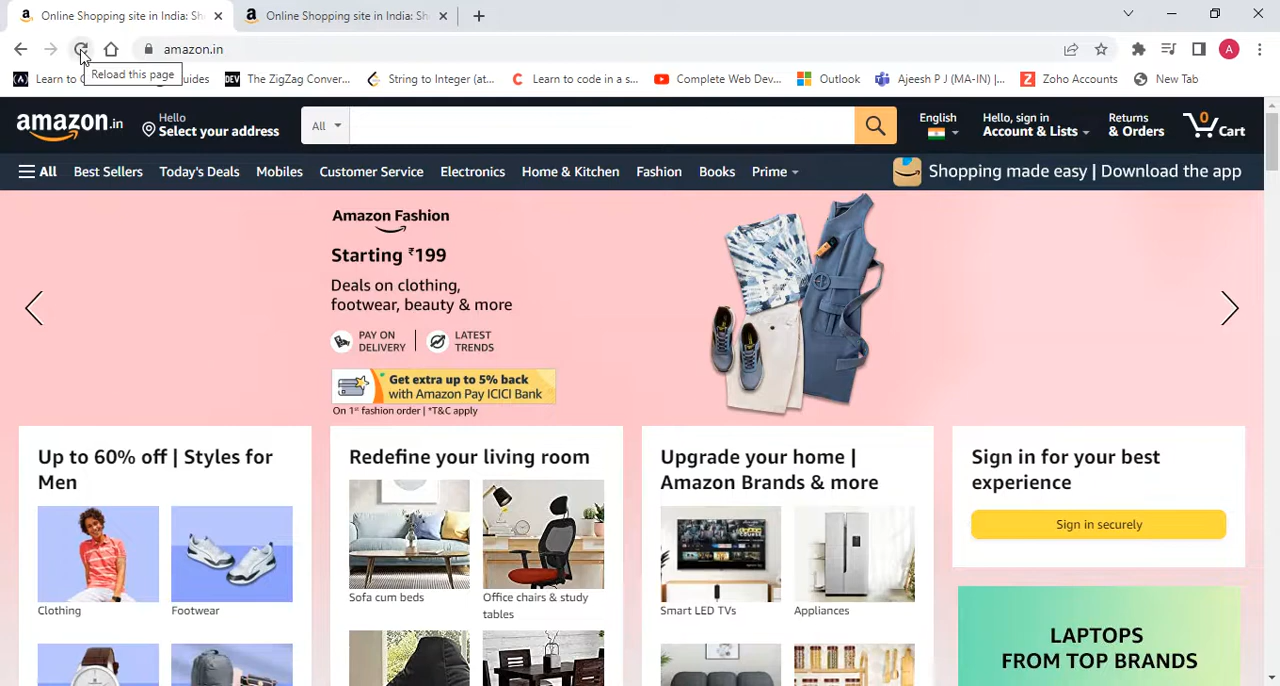 Online Shopping site in India: Sh
Online Shopping site in India: Sh
amazon.in
Reload this page
Learn to C
uides
DEV The ZigZag Conver...
String to Integer (at...
Learn to code in a s...
Complete Web Dev...
Outlook
Ajeesh P J (MA-IN) |...
Zoho Accounts
New Tab
A
amazon.in
Hello
Select your address
All
English
Hello, sign in
Account & Lists
Returns
& Orders
0
Cart
All
Best Sellers
Today's Deals
Mobiles
Customer Service
Electronics
Home & Kitchen
Fashion
Books
Prime
Shopping made easy | Download the app
Amazon Fashion
Starting ₹199
Deals on clothing,
footwear, beauty & more
PAY ON
DELIVERY
LATEST
TRENDS
Get extra up to 5% back
with Amazon Pay ICICI Bank
On 1st fashion order | *T&C apply
Up to 60% off | Styles for
Men
Clothing
Footwear
Redefine your living room
Sofa cum beds
Office chairs & study
tables
Upgrade your home |
Amazon Brands & more
Smart LED TVs
Appliances
Sign in for your best
experience
Sign in securely
LAPTOPS
FROM TOP BRANDS